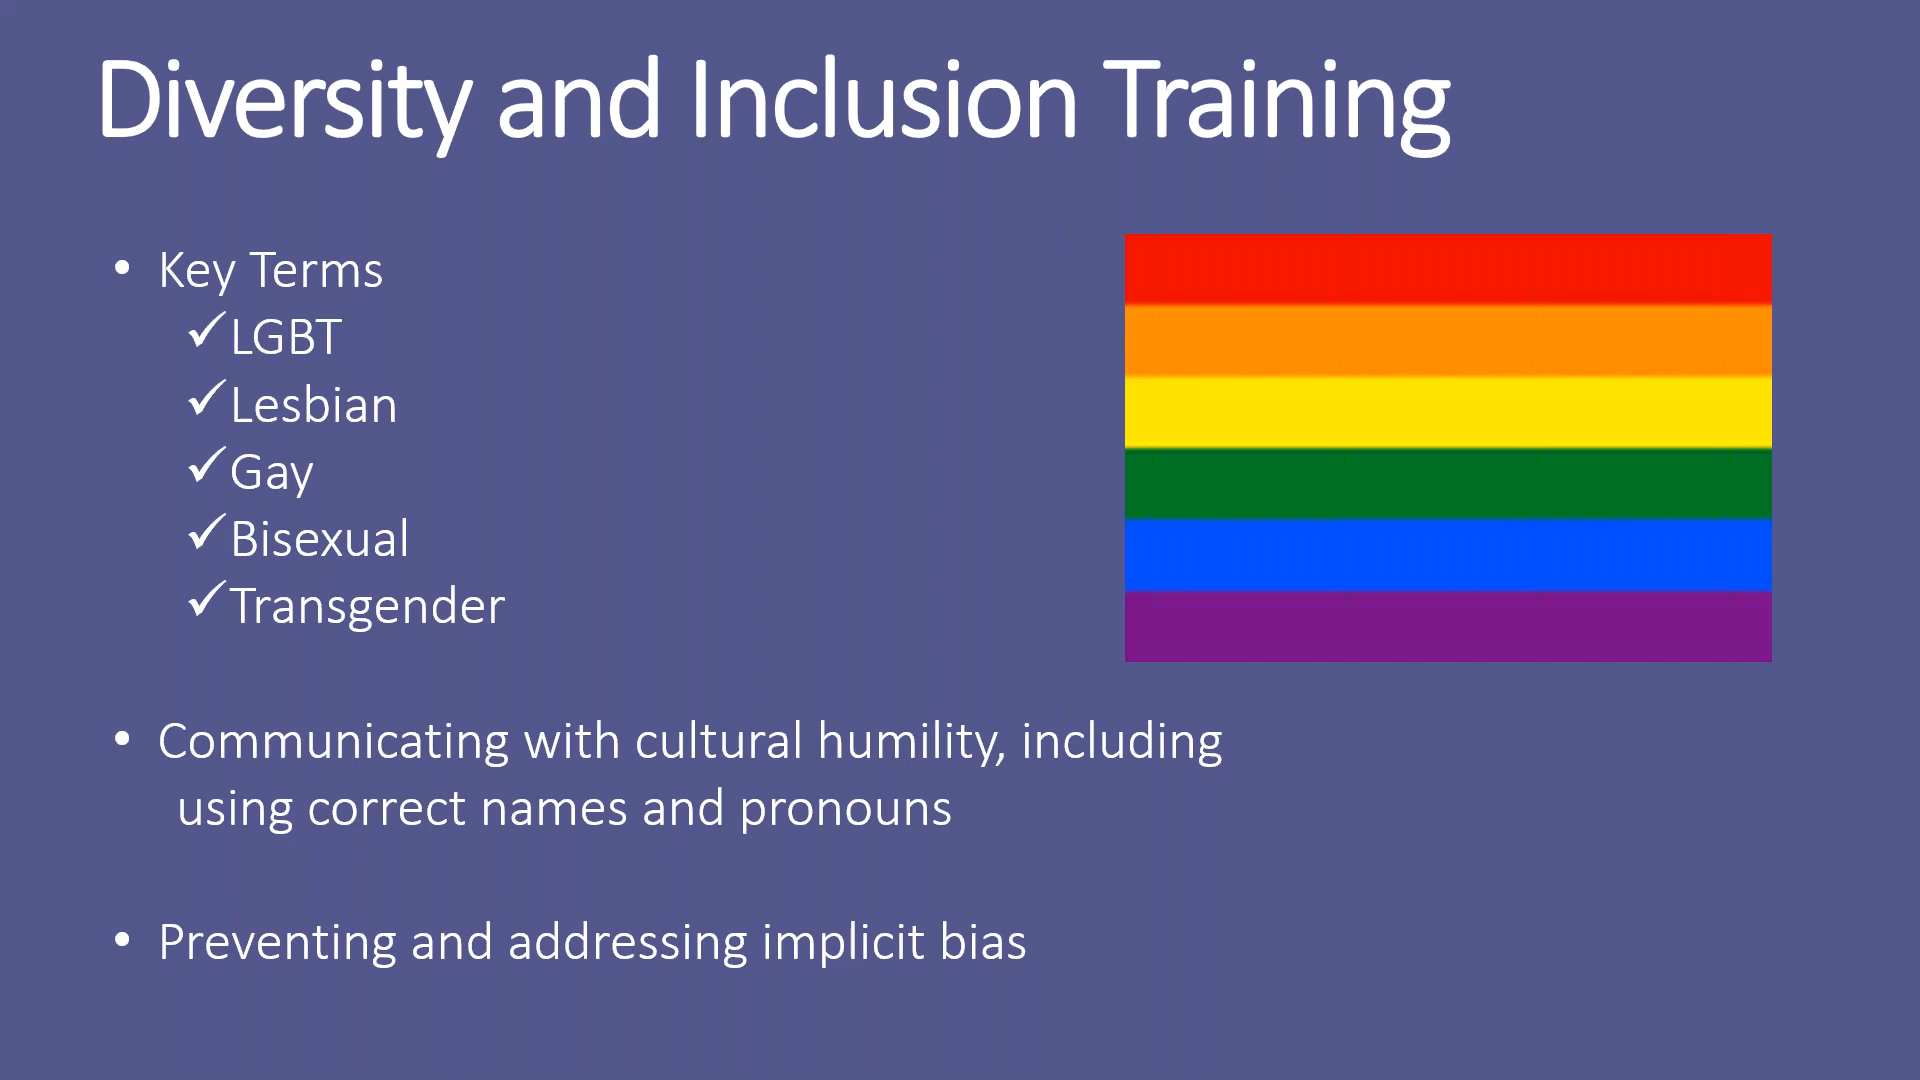 Diversity and Inclusion Training
• Key Terms
✓LGBT
✓Lesbian
✓Gay
✓Bisexual
✓Transgender
• Communicating with cultural humility, including
using correct names and pronouns
• Preventing and addressing implicit bias